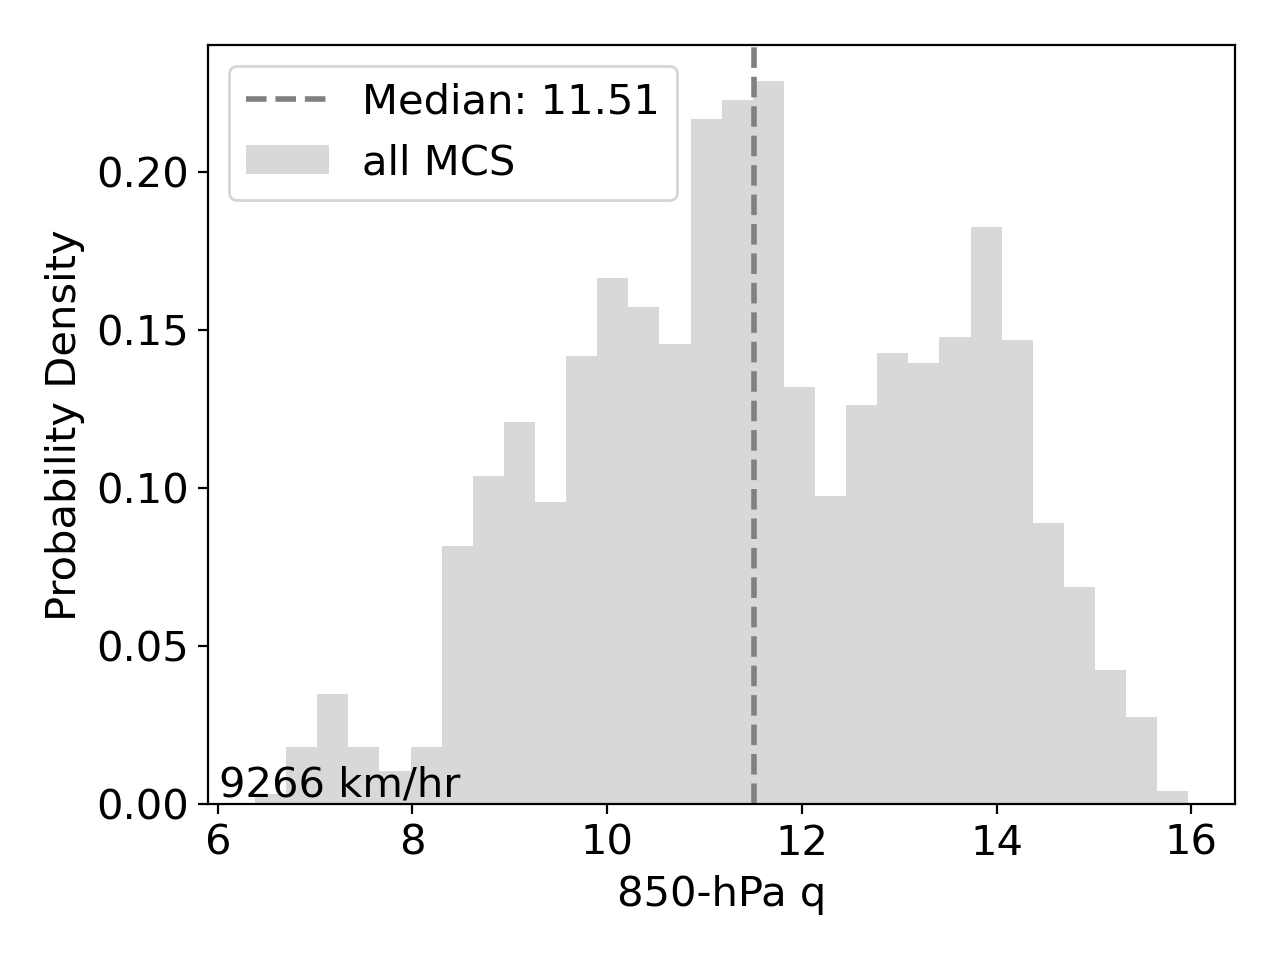 Median: 11.51
all MCS
0.20
0.15
0.10
0.05
0.00
Probability Density
9266 km/hr
6 8 10 12 14 16
850-hPa q